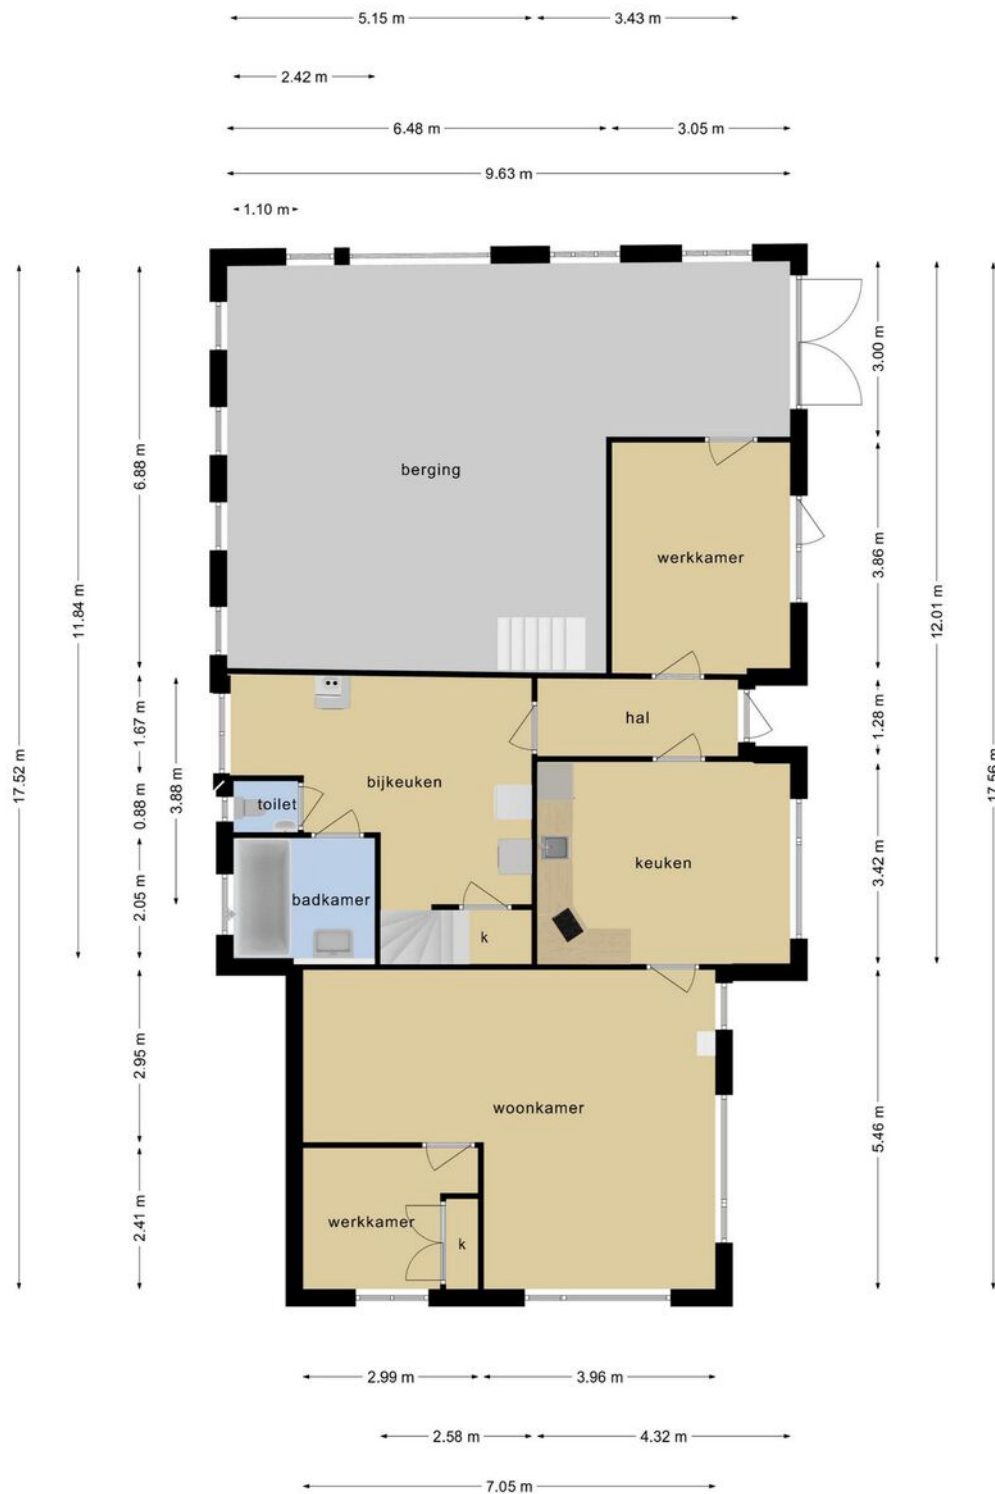 5.15 m 3.43 m
2.42 m
6.48 m 3.05 m
9.63 m
1.10 m
17.52 m
11.84 m
6.88 m
1.67 m
0.88 m
3.88 m
2.05 m
2.95 m
2.41 m
berging
werkkamer
hal
bijkeuken
toilet
keuken
badkamer
k
woonkamer
werkkamer
k
3.00 m
3.86 m
1.28 m
3.42 m
5.46 m
12.01 m
17.56 m
2.99 m 3.96 m
2.58 m 4.32 m
7.05 m